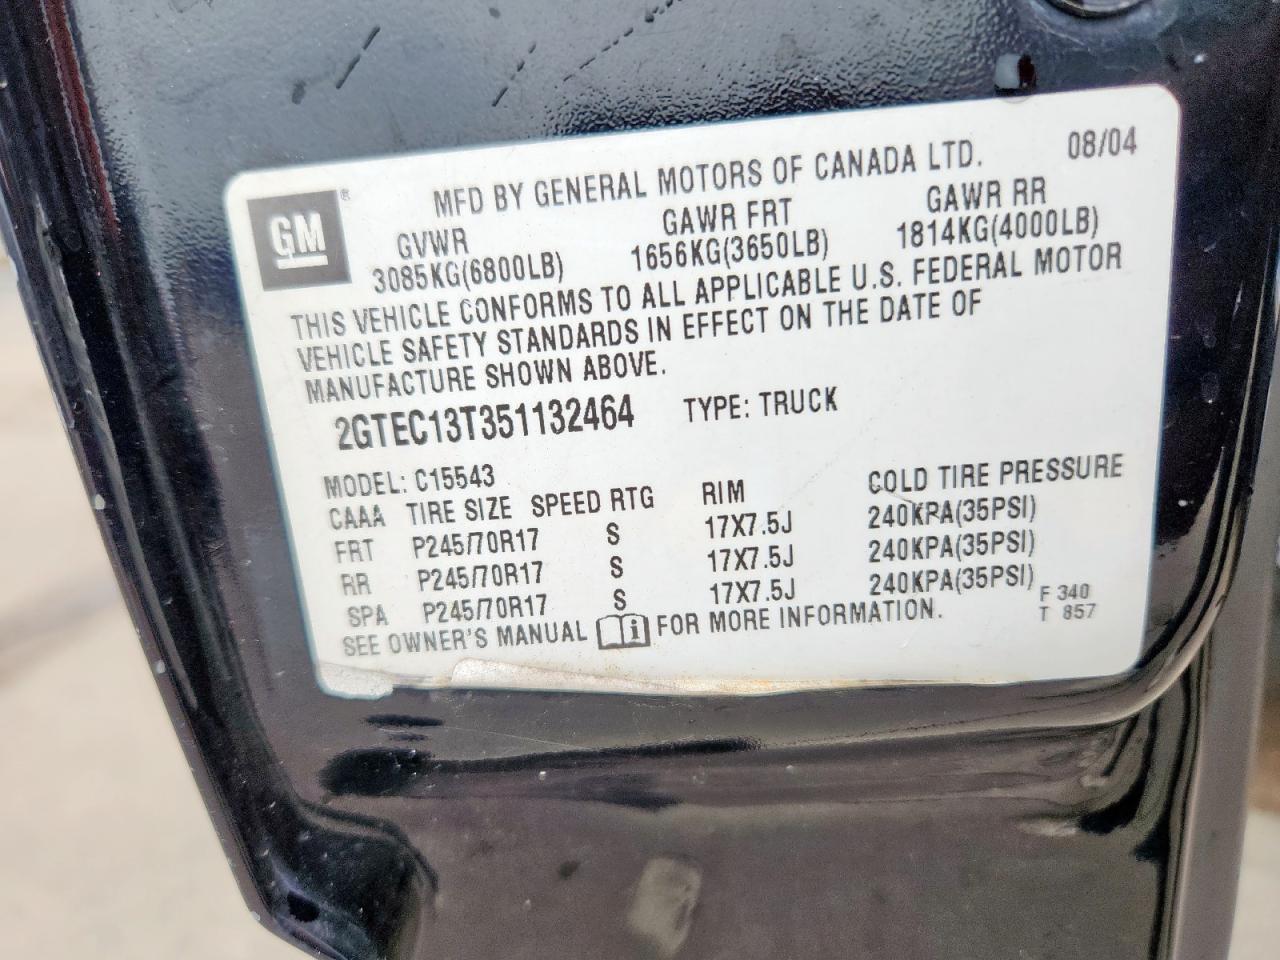 GM ®
MFD BY GENERAL MOTORS OF CANADA LTD. 08/04
GVWR GAWR FRT GAWR RR
3085KG(6800LB) 1656KG(3650LB) 1814KG(4000LB)
THIS VEHICLE CONFORMS TO ALL APPLICABLE U.S. FEDERAL MOTOR
VEHICLE SAFETY STANDARDS IN EFFECT ON THE DATE OF
MANUFACTURE SHOWN ABOVE.
2GTEC13T351132464 TYPE: TRUCK
MODEL: C15543
CAAA TIRE SIZE SPEED RTG RIM COLD TIRE PRESSURE
FRT P245/70R17 S 17X7.5J 240KPA(35PSI)
RR P245/70R17 S 17X7.5J 240KPA(35PSI)
SPA P245/70R17 S 17X7.5J 240KPA(35PSI)
SEE OWNER'S MANUAL i FOR MORE INFORMATION. F 340
T 857